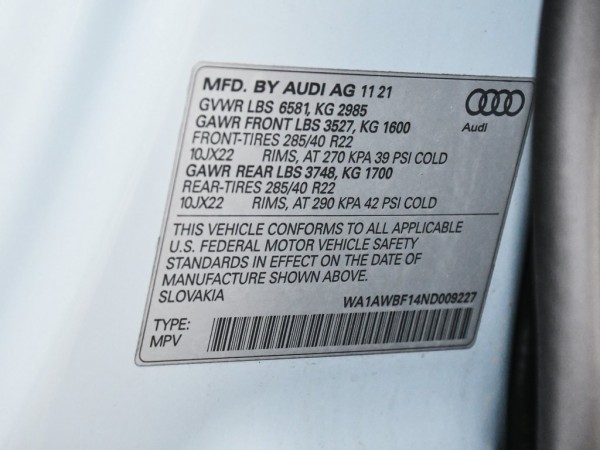 MFD. BY AUDI AG 11 21
GVWR LBS 6581, KG 2985
GAWR FRONT LBS 3527, KG 1600
FRONT-TIRES 285/40 R22
10JX22 RIMS, AT 270 KPA 39 PSI COLD
GAWR REAR LBS 3748, KG 1700
REAR-TIRES 285/40 R22
10JX22 RIMS, AT 290 KPA 42 PSI COLD
Audi
THIS VEHICLE CONFORMS TO ALL APPLICABLE
U.S. FEDERAL MOTOR VEHICLE SAFETY
STANDARDS IN EFFECT ON THE DATE OF
MANUFACTURE SHOWN ABOVE.
SLOVAKIA WA1AWBF14ND009227
TYPE:
MPV